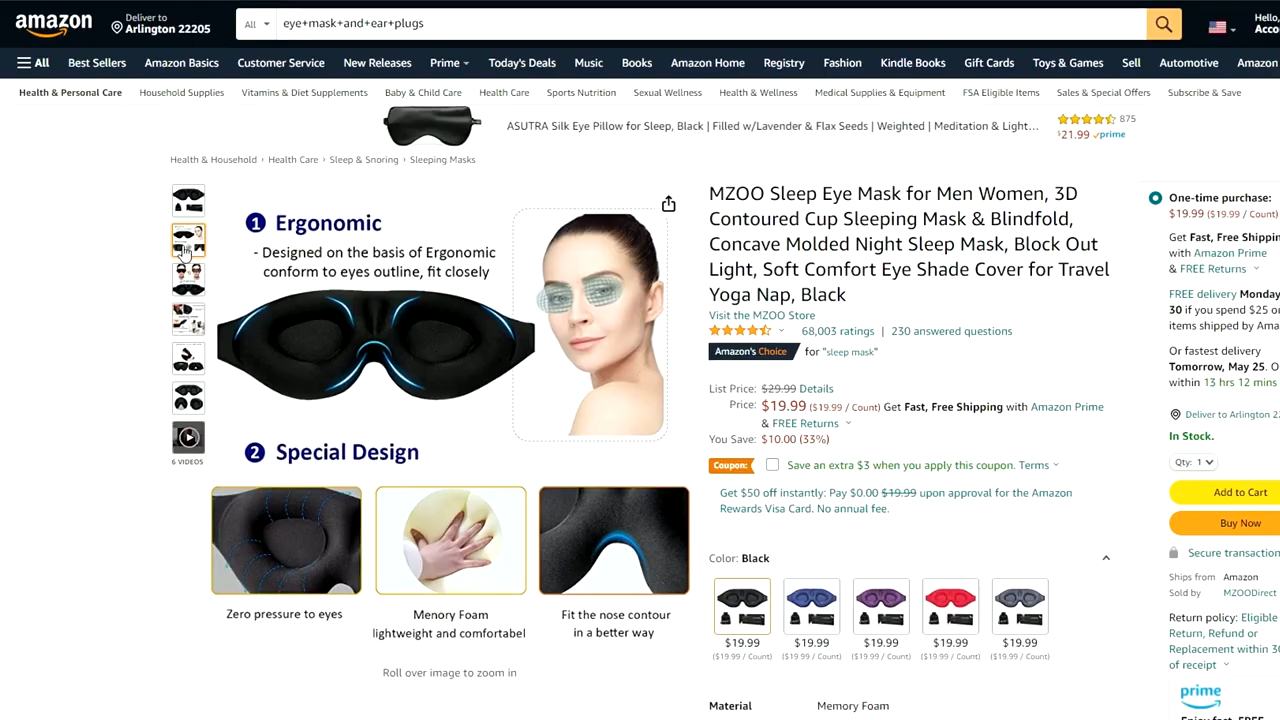 amazon
Deliver to
Arlington 22205
All
eye+mask+and+ear+plugs
Hello,
Acco
All
Best Sellers
Amazon Basics
Customer Service
New Releases
Prime
Today's Deals
Music
Books
Amazon Home
Registry
Fashion
Kindle Books
Gift Cards
Toys & Games
Sell
Automotive
Amazon
Health & Personal Care
Household Supplies
Vitamins & Diet Supplements
Baby & Child Care
Health Care
Sports Nutrition
Sexual Wellness
Health & Wellness
Medical Supplies & Equipment
FSA Eligible Items
Sales & Special Offers
Subscribe & Save
ASUTRA Silk Eye Pillow for Sleep, Black | Filled w/Lavender & Flax Seeds | Weighted | Meditation & Light…
875
$21.99 prime
Health & Household › Health Care › Sleep & Snoring › Sleeping Masks
6 VIDEOS
1 Ergonomic
- Designed on the basis of Ergonomic
conform to eyes outline, fit closely
2 Special Design
Zero pressure to eyes
Menory Foam
lightweight and comfortabel
Fit the nose contour
in a better way
Roll over image to zoom in
MZOO Sleep Eye Mask for Men Women, 3D
Contoured Cup Sleeping Mask & Blindfold,
Concave Molded Night Sleep Mask, Block Out
Light, Soft Comfort Eye Shade Cover for Travel
Yoga Nap, Black
Visit the MZOO Store
68,003 ratings | 230 answered questions
Amazon's Choice for "sleep mask"
List Price: $29.99 Details
Price: $19.99 ($19.99 / Count) Get Fast, Free Shipping with Amazon Prime
& FREE Returns
You Save: $10.00 (33%)
Coupon: Save an extra $3 when you apply this coupon. Terms
Get $50 off instantly: Pay $0.00 $19.99 upon approval for the Amazon
Rewards Visa Card. No annual fee.
Color: Black
$19.99
($19.99 / Count)
$19.99
($19.99 / Count)
$19.99
($19.99 / Count)
$19.99
($19.99 / Count)
$19.99
($19.99 / Count)
Material Memory Foam
One-time purchase:
$19.99 ($19.99 / Count)
Get Fast, Free Shippin
with Amazon Prime
& FREE Returns
FREE delivery Monday
30 if you spend $25 o
items shipped by Ama
Or fastest delivery
Tomorrow, May 25. O
within 13 hrs 12 mins
Deliver to Arlington 22
In Stock.
Qty: 1
Add to Cart
Buy Now
Secure transaction
Ships from Amazon
Sold by MZOODirect
Return policy: Eligible
Return, Refund or
Replacement within 30
of receipt
prime
Enjoy fast, FREE